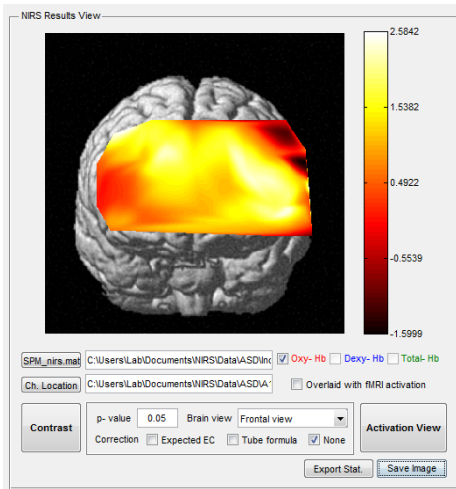 NIRS Results View
2.5842
1.5382
0.4922
-0.5539
-1.5999
SPM_nirs.mat C:\Users\Lab\Documents\NIRS\Data\ASD\Inc Oxy- Hb Dexy- Hb Total- Hb
Ch. Location C:\Users\Lab\Documents\NIRS\Data\ASD\A Overlaid with fMRI activation
Contrast
p- value 0.05 Brain view Frontal view
Correction Expected EC Tube formula None
Activation View
Export Stat. Save Image